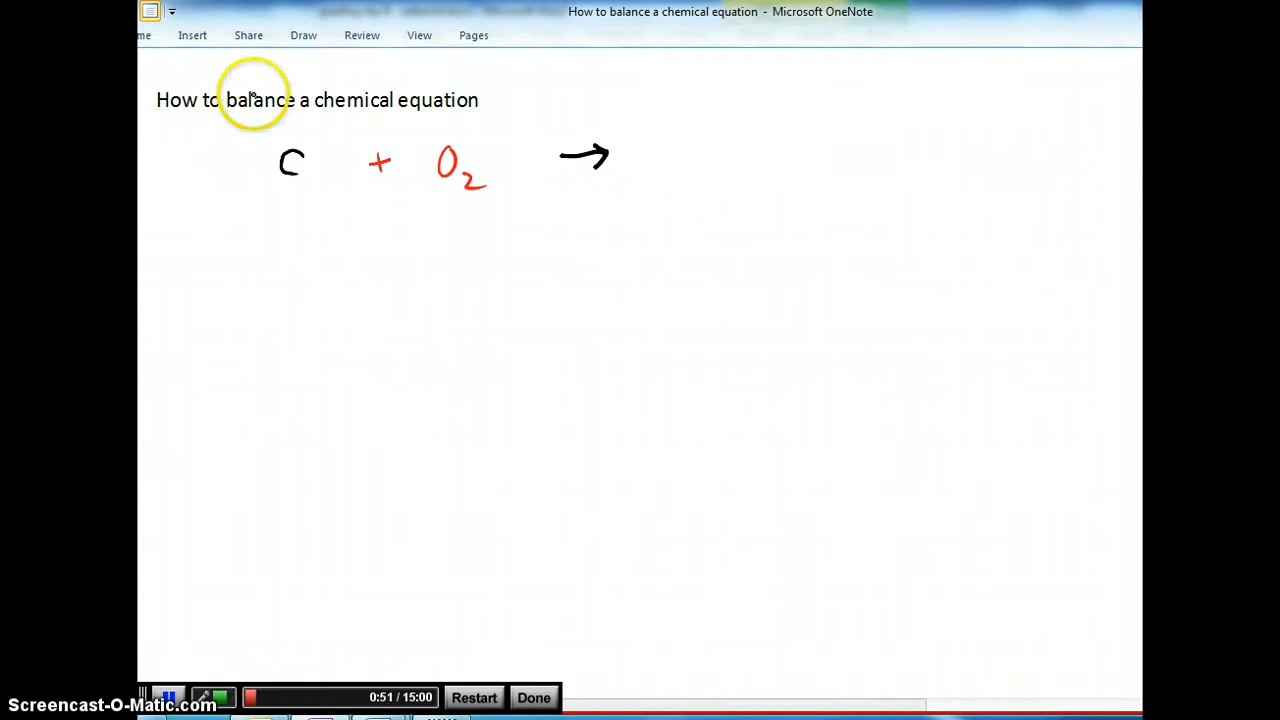 How to balance a chemical equation - Microsoft OneNote
me Insert Share Draw Review View Pages
How to balance a chemical equation
C + O₂ →
0:51 / 15:00 Restart Done
Screencast-O-Matic.com